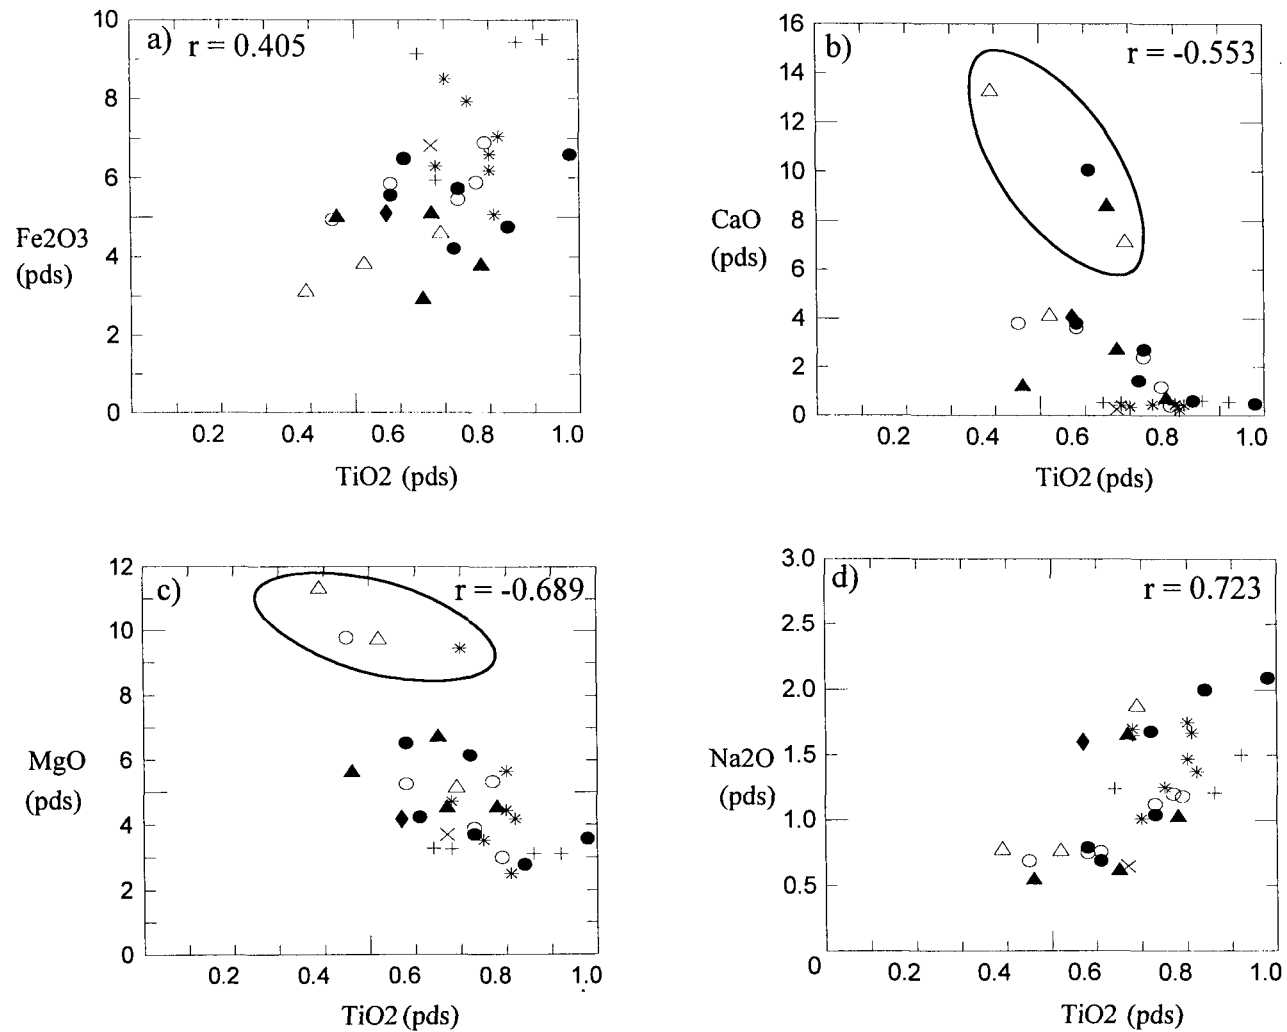 a) r = 0.405
10
8
6
4
2
0
Fe2O3
(pds)
0.2 0.4 0.6 0.8 1.0
TiO2 (pds)
b) r = -0.553
16
14
12
10
8
6
4
2
0
CaO
(pds)
0.2 0.4 0.6 0.8 1.0
TiO2 (pds)
c) r = -0.689
12
10
8
6
4
2
0
MgO
(pds)
0.2 0.4 0.6 0.8 1.0
TiO2 (pds)
d) r = 0.723
3.0
2.5
2.0
1.5
1.0
0.5
Na2O
(pds)
0 0.2 0.4 0.6 0.8 1.0
TiO2 (pds)